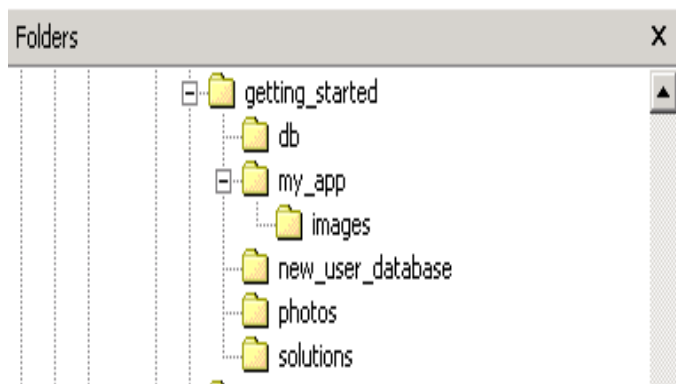 Folders X
getting_started
db
my_app
images
new_user_database
photos
solutions